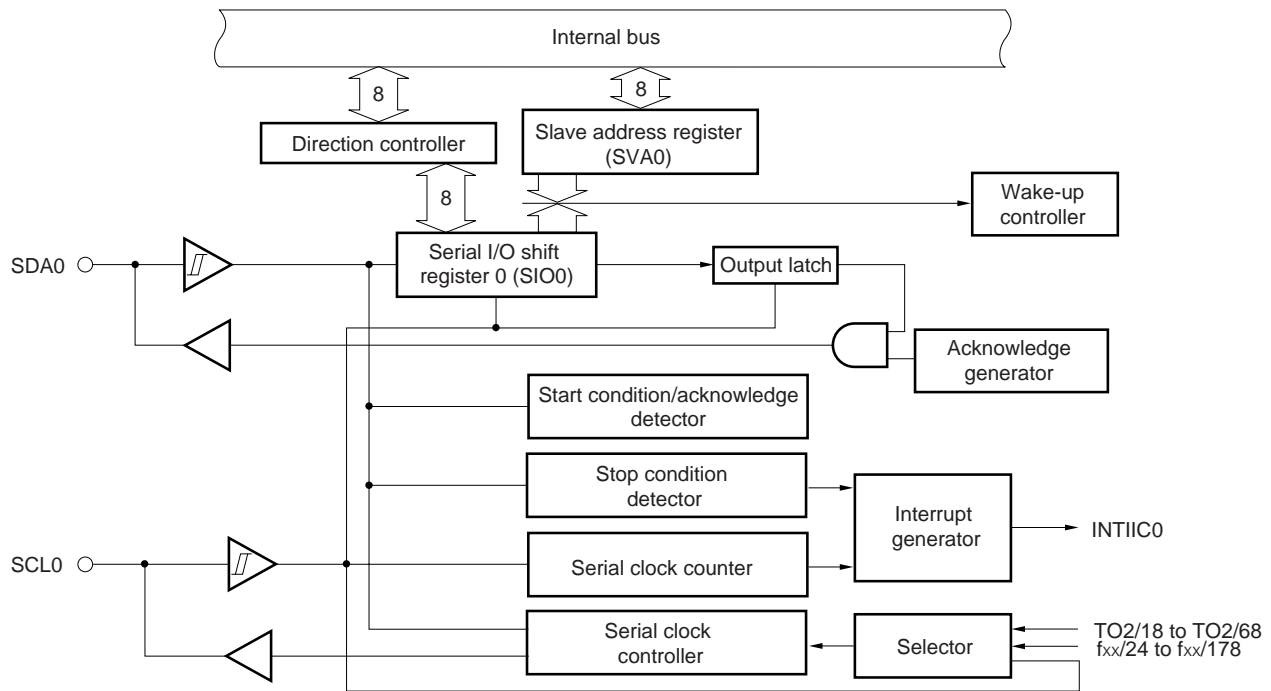 Internal bus
8
8
Direction controller
Slave address register
(SVA0)
8
Wake-up
controller
SDA0
Serial I/O shift
register 0 (SIO0)
Output latch
Acknowledge
generator
Start condition/acknowledge
detector
Stop condition
detector
Interrupt
generator
INTIIC0
SCL0
Serial clock counter
Serial clock
controller
Selector
TO2/18 to TO2/68
fxx/24 to fxx/178